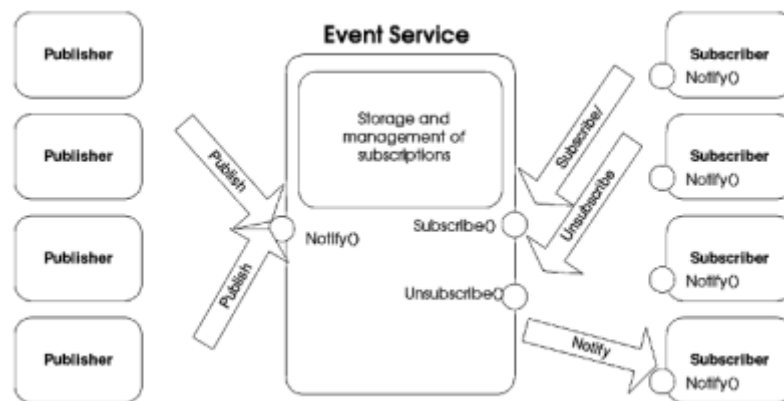 Event Service
Publisher
Publisher
Publisher
Publisher
Publish
Publish
Storage and
management of
subscriptions
Notify()
Subscribe()
Unsubscribe()
Subscribe/
Unsubscribe
Notify
Subscriber
Notify()
Subscriber
Notify()
Subscriber
Notify()
Subscriber
Notify()